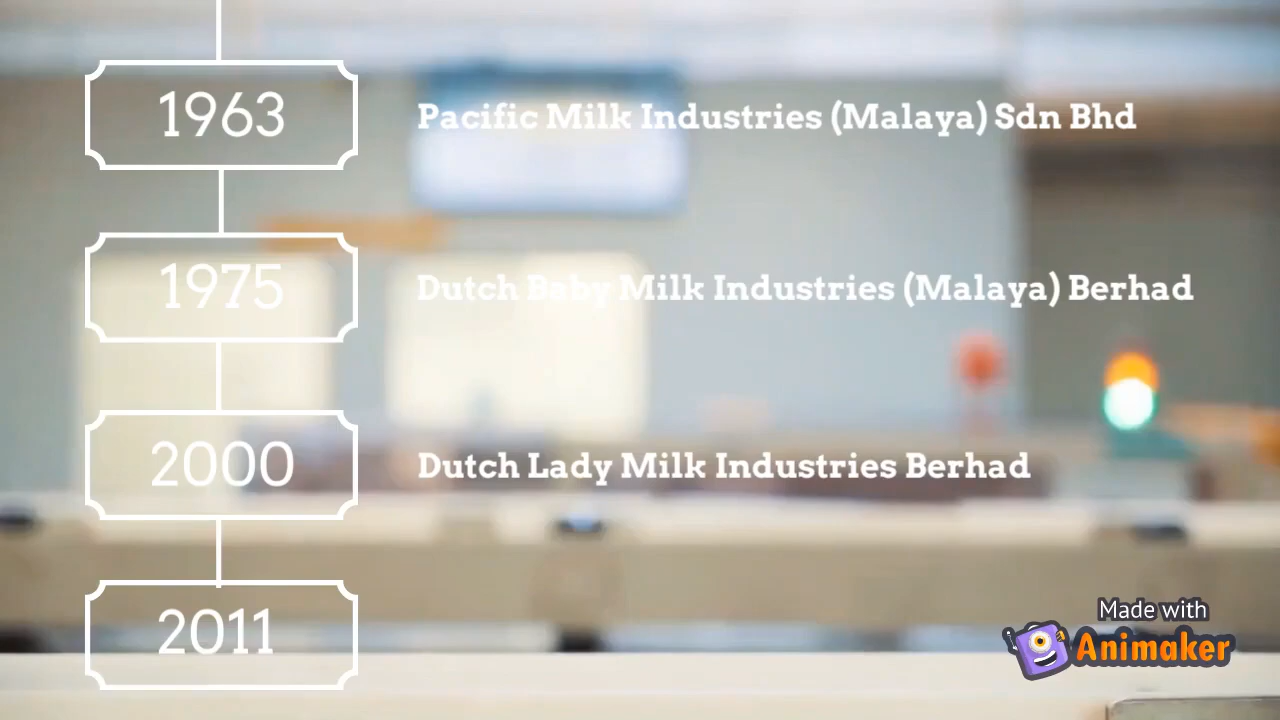 1963
Pacific Milk Industries (Malaya) Sdn Bhd
1975
Dutch Baby Milk Industries (Malaya) Berhad
2000
Dutch Lady Milk Industries Berhad
2011
Made with
Animaker